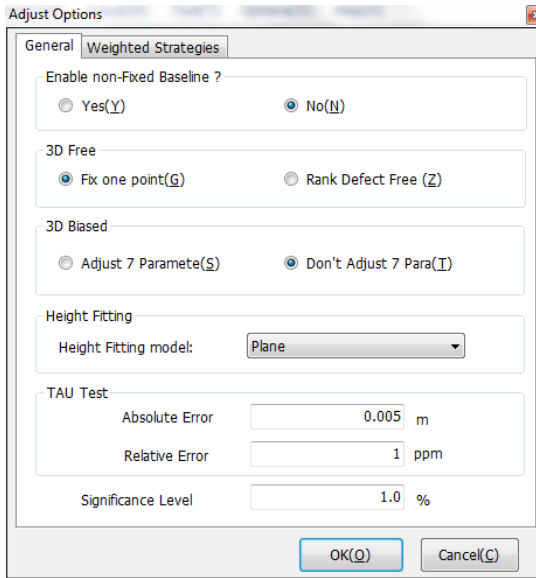 Adjust Options
General Weighted Strategies
Enable non-Fixed Baseline ?
Yes(Y) No(N)
3D Free
Fix one point(G) Rank Defect Free (Z)
3D Biased
Adjust 7 Paramete(S) Don't Adjust 7 Para(T)
Height Fitting
Height Fitting model: Plane
TAU Test
Absolute Error 0.005 m
Relative Error 1 ppm
Significance Level 1.0 %
OK(O) Cancel(C)